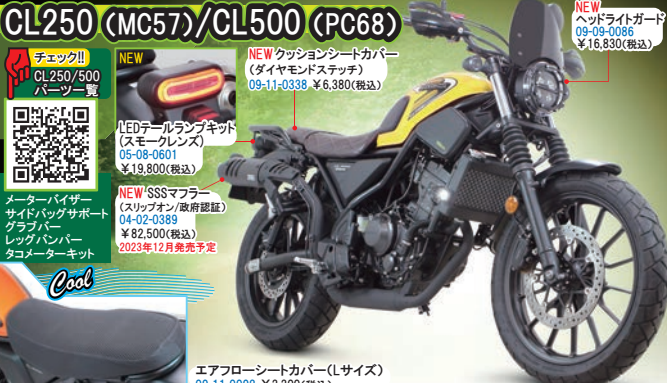 CL250 (MC57)/CL500 (PC68)
チェック!!
CL250/500
パーツ一覧
メーターバイザー
サイドバッグサポート
グラブバー
レッグバンパー
タコメーターキット
NEW
LEDテールランプキット
(スモークレンズ)
05-08-0601
￥19,800(税込)
NEW SSSマフラー
(スリップオン/政府認証)
04-02-0389
￥82,500(税込)
2023年12月発売予定
NEW クッションシートカバー
(ダイヤモンドステッチ)
09-11-0338 ￥6,380(税込)
NEW
ヘッドライトガード
09-09-0086
￥16,830(税込)
Cool
エアフローシートカバー(Lサイズ)